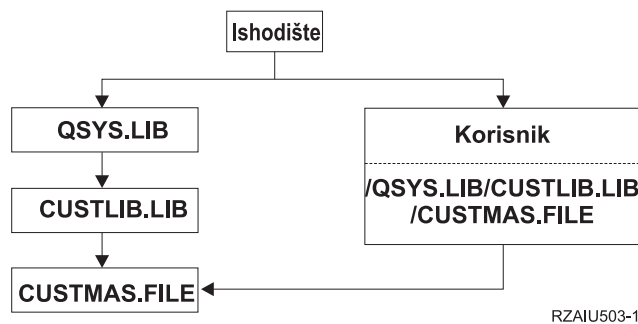 Ishodište
QSYS.LIB
CUSTLIB.LIB
CUSTMAS.FILE
Korisnik
/QSYS.LIB/CUSTLIB.LIB
/CUSTMAS.FILE
RZAIU503-1